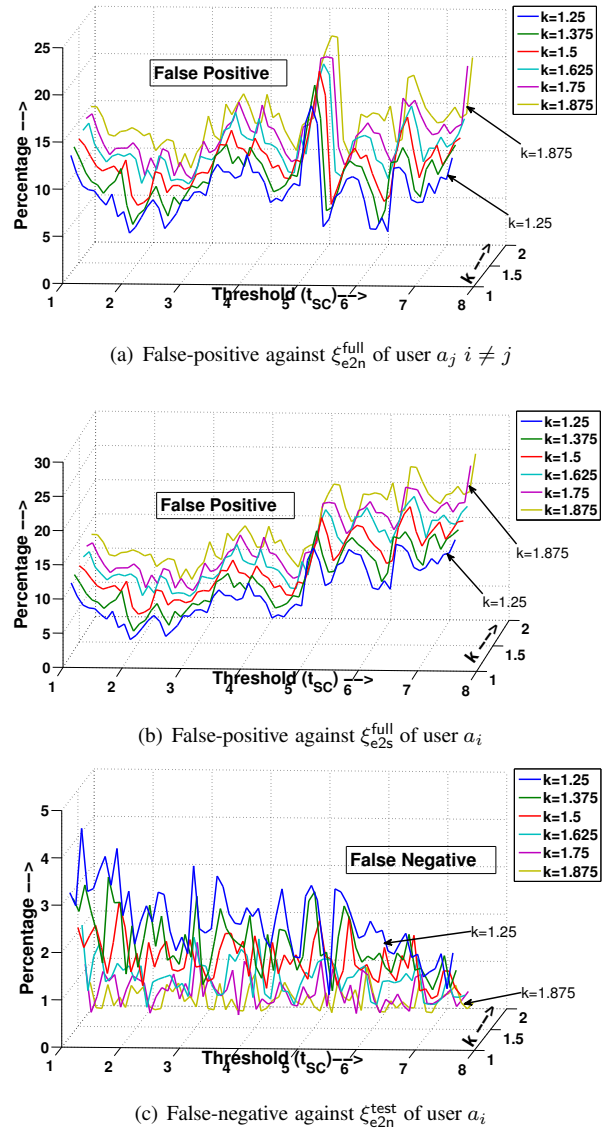 25
20
15
10
5
0
Percentage --->
False Positive
k=1.25
k=1.375
k=1.5
k=1.625
k=1.75
k=1.875
k=1.875
k=1.25
1 2 3 4 5 6 7 8
Threshold (t_SC)--->
k --->
1 1.5 2
(a) False-positive against ξ^full_e2n of user a_j i ≠ j
30
25
20
15
10
5
0
Percentage --->
False Positive
k=1.25
k=1.375
k=1.5
k=1.625
k=1.75
k=1.875
k=1.875
k=1.25
1 2 3 4 5 6 7 8
Threshold (t_SC) --->
k --->
1 1.5 2
(b) False-positive against ξ^full_e2s of user a_i
5
4
3
2
1
0
Percentage --->
False Negative
k=1.25
k=1.375
k=1.5
k=1.625
k=1.75
k=1.875
k=1.25
k=1.875
1 2 3 4 5 6 7 8
Threshold (t_SC)--->
k --->
1 1.5 2
(c) False-negative against ξ^test_e2n of user a_i